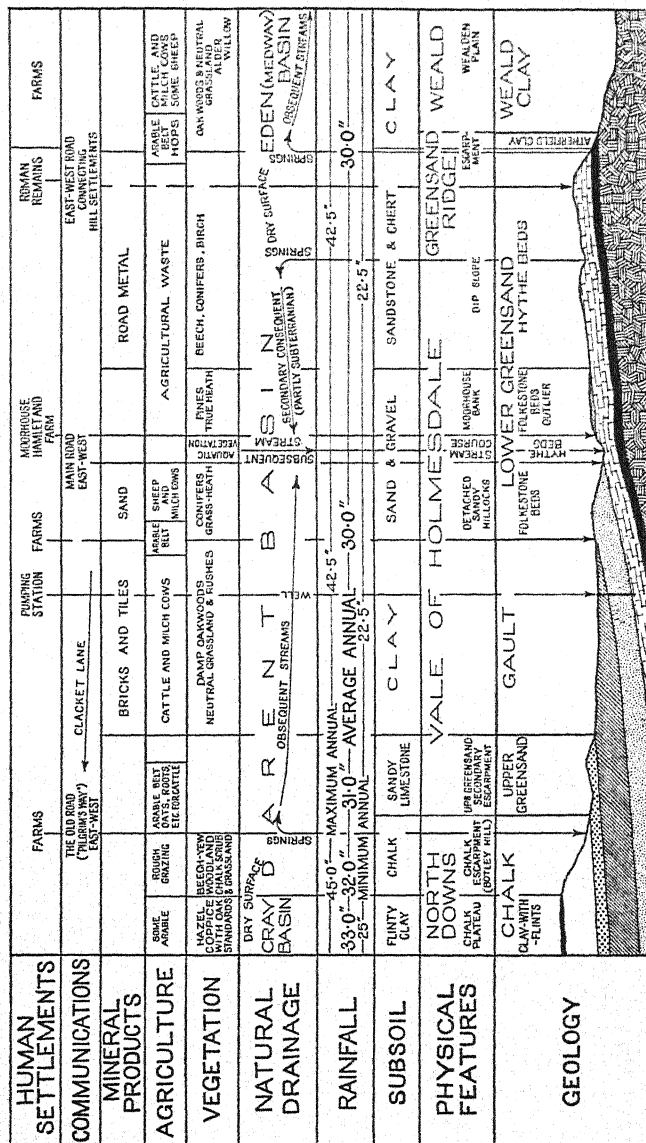 HUMAN
SETTLEMENTS
FARMS
PUMPING
STATION
FARMS
MOORHOUSE
HAMLET AND
FARM
ROMAN
REMAINS
FARMS
COMMUNICATIONS
THE OLD ROAD
("PILGRIM'S WAY")
EAST-WEST
CLACKET LANE
MAIN ROAD
EAST-WEST
EAST-WEST ROAD
CONNECTING
HILL SETTLEMENTS
MINERAL
PRODUCTS
BRICKS AND TILES
SAND
ROAD METAL
AGRICULTURE
SOME
ARABLE
ROUGH
GRAZING
ARABLE BELT
OATS, ROOTS,
ETC. FOR CATTLE
CATTLE AND MILCH COWS
ARABLE
BELT
SHEEP
AND
MILCH COWS
AGRICULTURAL WASTE
ARABLE
BELT
HOPS
CATTLE, AND
MILCH COWS
SOME SHEEP
VEGETATION
HAZEL
COPPICE
WITH OAK
STANDARDS
BEECH-YEW
WOODLAND
CHALK SCRUB
& GRASSLAND
DAMP OAKWOODS
NEUTRAL GRASSLAND & RUSHES
CONIFERS
GRASS-HEATH
AQUATIC
VEGETATION
PINES
TRUE HEATH
BEECH, CONIFERS, BIRCH
OAKWOODS & NEUTRAL
GRASSLAND
ALDER
WILLOW
NATURAL
DRAINAGE
DRY SURFACE
CRAY
BASIN
DARENT BASIN
SPRINGS
OBSEQUENT STREAMS
WELL
SUBSEQUENT
STREAM
SECONDARY CONSEQUENT
(PARTLY SUBTERRANIAN)
SPRINGS
DRY SURFACE
SPRINGS
EDEN (MEDWAY)
BASIN
OBSEQUENT STREAMS
RAINFALL
45.0" MAXIMUM ANNUAL 42.5" 42.5"
33.0" 32.0" 31.0" AVERAGE ANNUAL 30.0" 30.0"
25" MINIMUM ANNUAL 22.5" 22.5"
SUBSOIL
FLINTY
CLAY
CHALK
SANDY
LIMESTONE
CLAY
SAND & GRAVEL
SANDSTONE & CHERT
CLAY
PHYSICAL
FEATURES
NORTH
DOWNS
VALE OF HOLMESDALE
GREENSAND
RIDGE
WEALD
CHALK
PLATEAU
CHALK
ESCARPMENT
(BOTLEY HILL)
UPR GREENSAND
SECONDARY
ESCARPMENT
DETACHED
SANDY
HILLOCKS
STREAM
COURSE
MOORHOUSE
BANK
DIP SLOPE
ESCARP-
MENT
WEALDEN
PLAIN
GEOLOGY
CHALK
CLAY-WITH
-FLINTS
UPPER
GREENSAND
GAULT
LOWER GREENSAND
FOLKESTONE
BEDS
HYTHE
BEDS
FOLKESTONE
BEDS
OUTLIER
HYTHE BEDS
ATHERFIELD CLAY
WEALD
CLAY